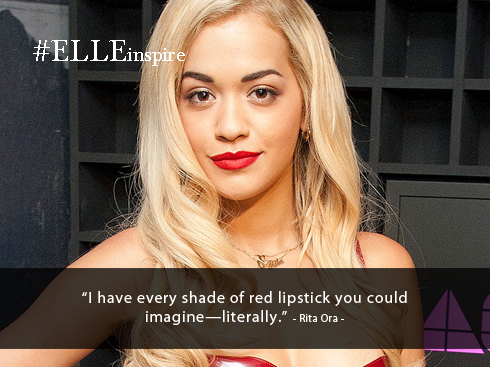 #ELLEinspire
“I have every shade of red lipstick you could
imagine—literally.” - Rita Ora -